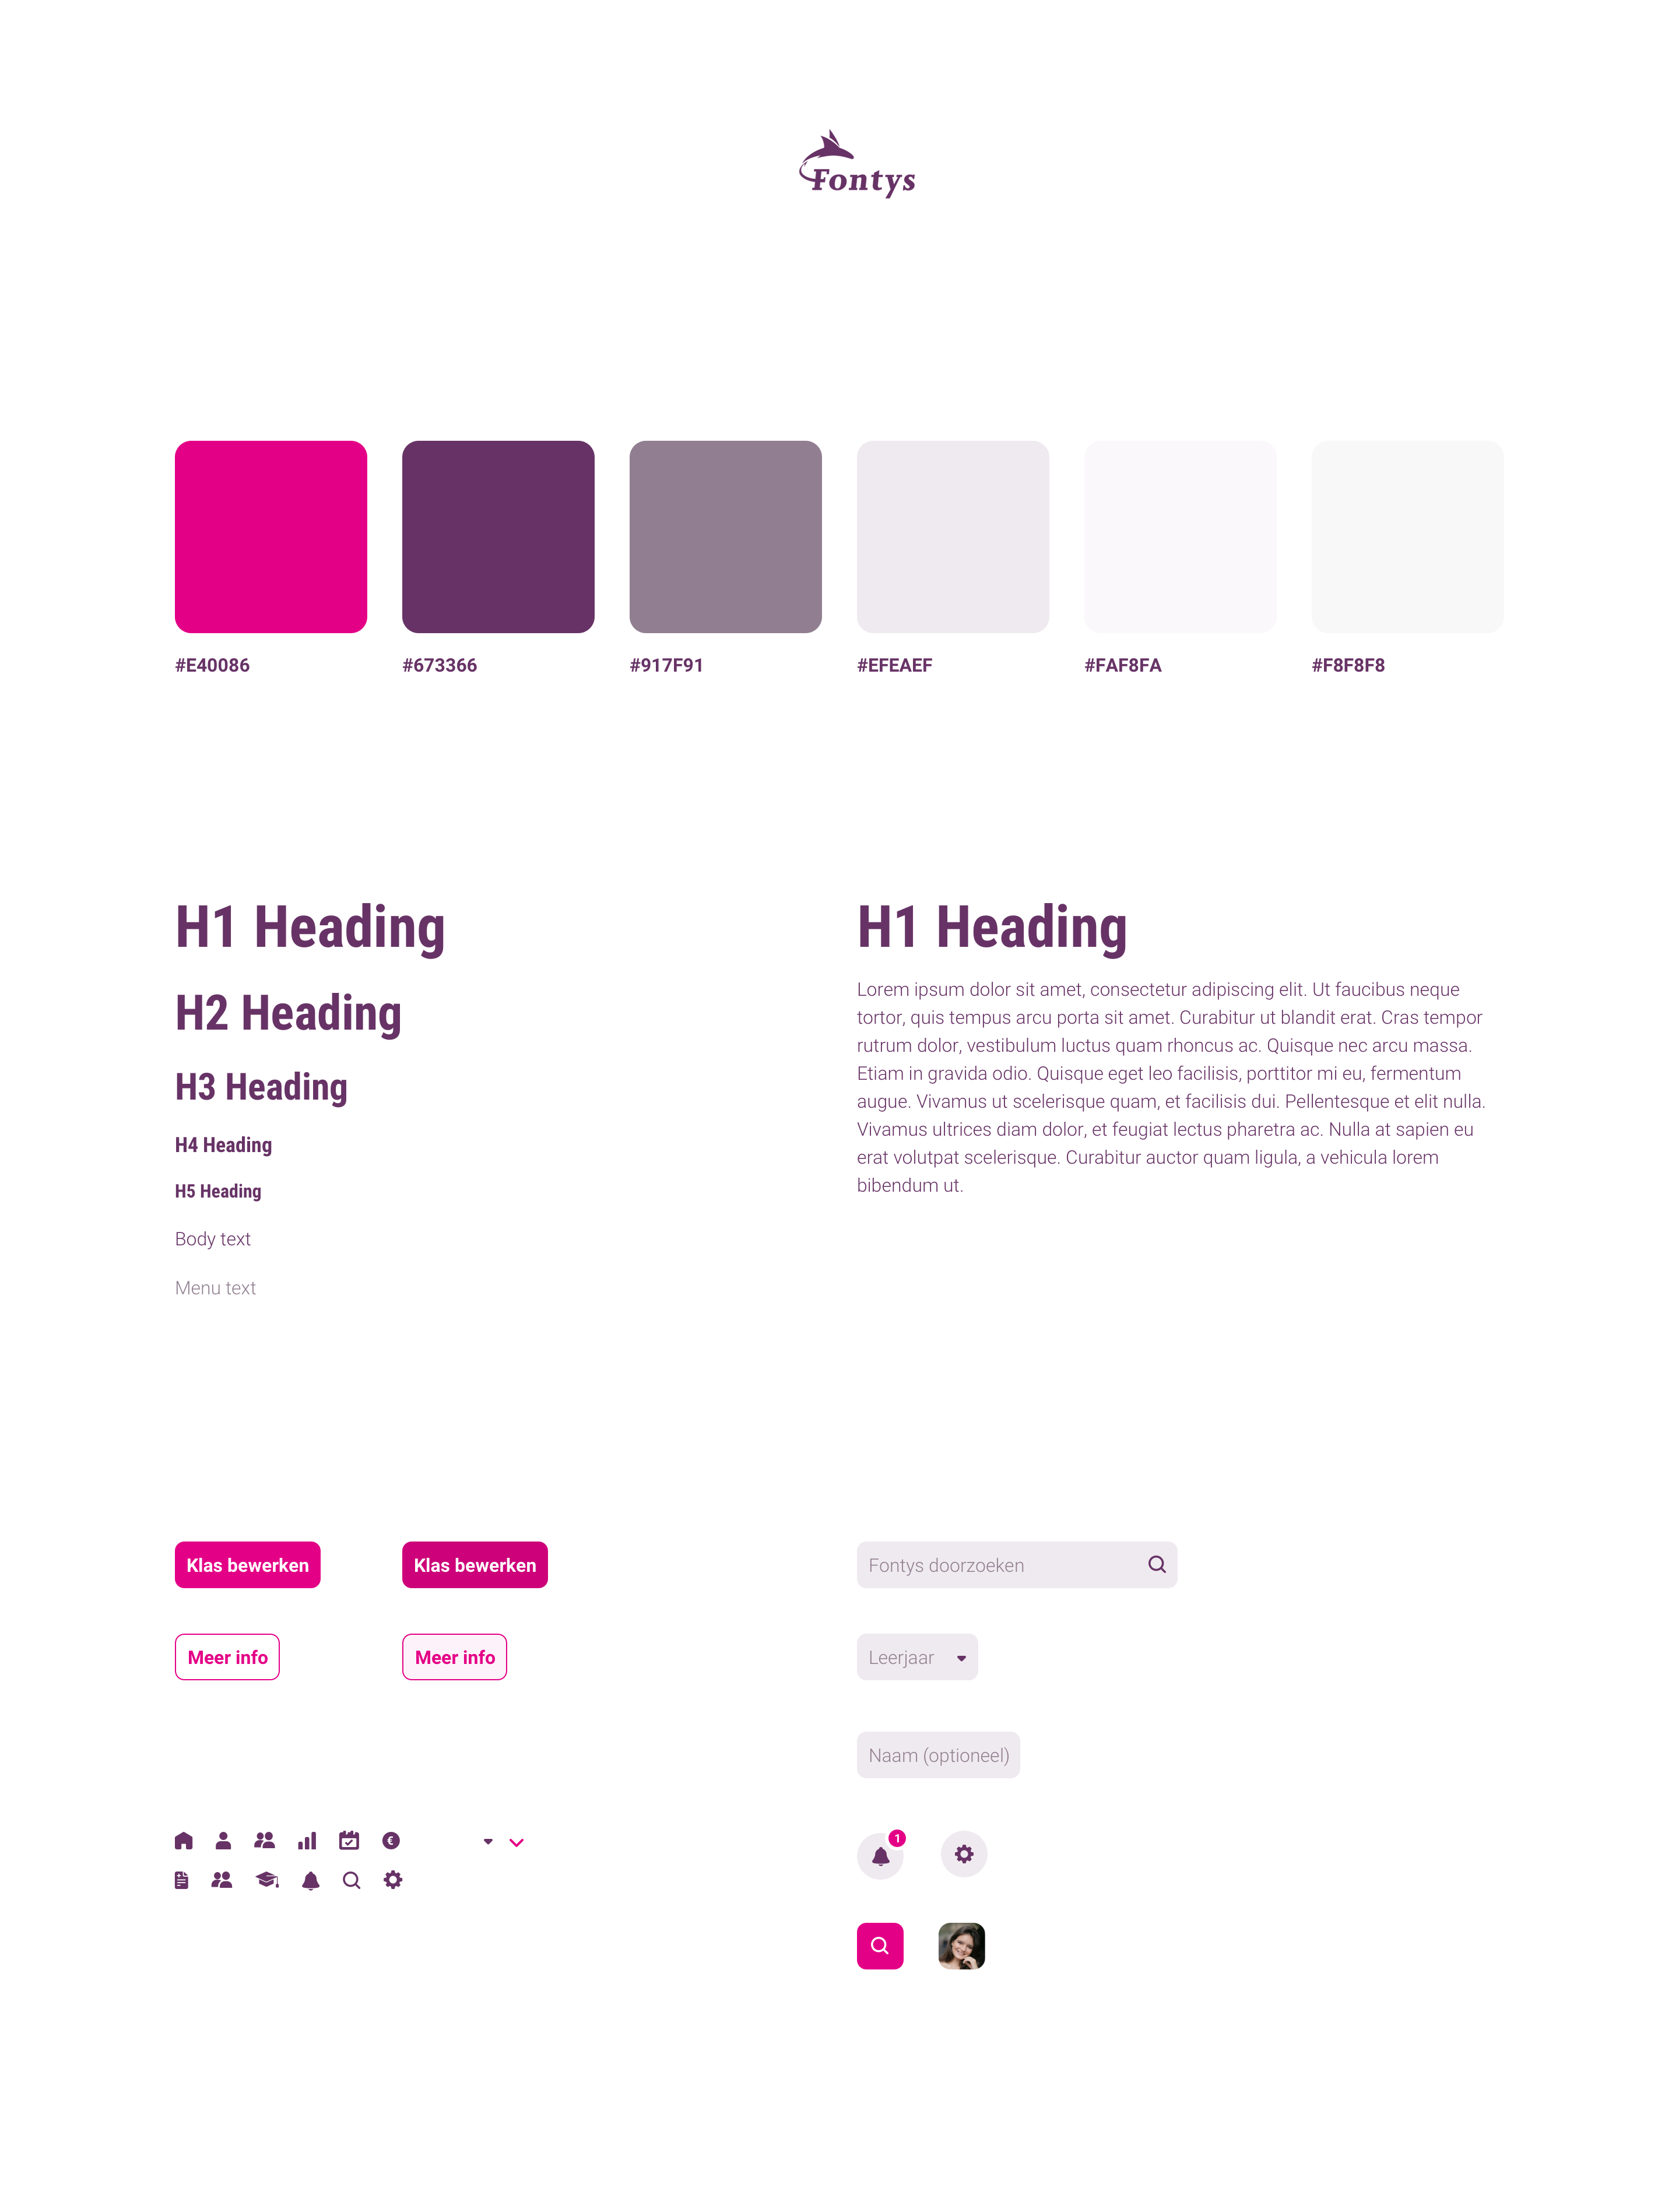 Fontys
#E40086
#673366
#917F91
#EFEAEF
#FAF8FA
#F8F8F8
H1 Heading
H2 Heading
H3 Heading
H4 Heading
H5 Heading
Body text
Menu text
H1 Heading
Lorem ipsum dolor sit amet, consectetur adipiscing elit. Ut faucibus neque
tortor, quis tempus arcu porta sit amet. Curabitur ut blandit erat. Cras tempor
rutrum dolor, vestibulum luctus quam rhoncus ac. Quisque nec arcu massa.
Etiam in gravida odio. Quisque eget leo facilisis, porttitor mi eu, fermentum
augue. Vivamus ut scelerisque quam, et facilisis dui. Pellentesque et elit nulla.
Vivamus ultrices diam dolor, et feugiat lectus pharetra ac. Nulla at sapien eu
erat volutpat scelerisque. Curabitur auctor quam ligula, a vehicula lorem
bibendum ut.
Klas bewerken
Klas bewerken
Meer info
Meer info
Fontys doorzoeken
Leerjaar
Naam (optioneel)
€
1